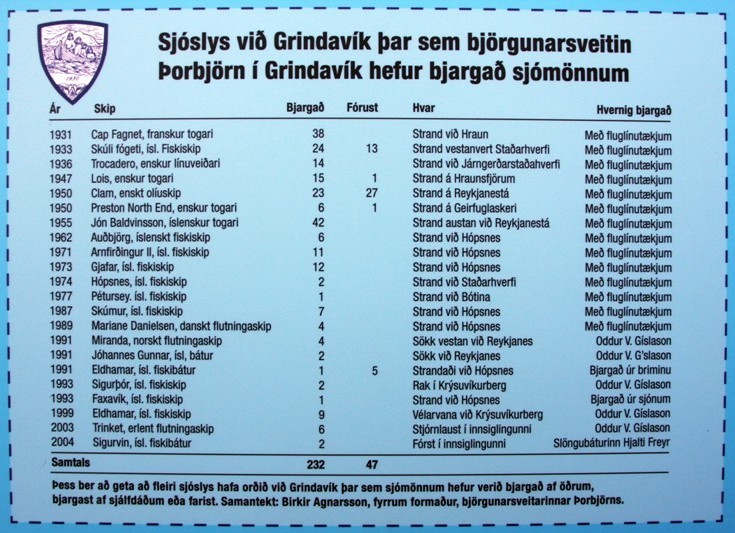 1930
Sjóslys við Grindavík þar sem björgunarsveitin
Þorbjörn í Grindavík hefur bjargað sjómönnum
Ár Skip Bjargað Fórust Hvar Hvernig bjargað
1931 Cap Fagnet, franskur togari 38 Strand við Hraun Með fluglínutækjum
1933 Skúli fógeti, ísl. Fiskiskip 24 13 Strand vestanvert Staðarhverfi Með fluglínutækjum
1936 Trocadero, enskur línuveiðari 14 Strand við Járngerðarstaðahverfi Með fluglínutækjum
1947 Lois, enskur togari 15 1 Strand á Hraunsfjörum Með fluglínutækjum
1950 Clam, enskt olíuskip 23 27 Strand á Reykjanestá Með fluglínutækjum
1950 Preston North End, enskur togari 6 1 Strand á Geirfuglaskeri Með fluglínutækjum
1955 Jón Baldvinsson, íslenskur togari 42 Strand austan við Reykjanestá Með fluglínutækjum
1962 Auðbjörg, íslenskt fiskiskip 6 Strand við Hópsnes Með fluglínutækjum
1971 Arnfirðingur II, ísl. fiskiskip 11 Strand við Hópsnes Með fluglínutækjum
1973 Gjafar, ísl. fiskiskip 12 Strand við Hópsnes Með fluglínutækjum
1974 Hópsnes, ísl. fiskiskip 2 Strand við Staðarhverfi Með fluglínutækjum
1977 Pétursey. ísl. fiskiskip 1 Strand við Bótina Með fluglínutækjum
1987 Skúmur, ísl. fiskiskip 7 Strand við Hópsnes Með fluglínutækjum
1989 Mariane Danielsen, danskt flutningaskip 4 Strand við Hópsnes Með fluglínutækjum
1991 Miranda, norskt flutningaskip 4 Sökk vestan við Reykjanes Oddur V. Gíslason
1991 Jóhannes Gunnar, ísl, bátur 2 Sökk við Reykjanes Oddur V. G'slason
1991 Eldhamar, ísl. fiskibátur 1 5 Strandaði við Hópsnes Bjargað úr briminu
1993 Sigurþór, ísl. fiskiskip 2 Rak í Krýsuvíkurberg Oddur V. Gíslason
1993 Faxavík, ísl. fiskiskip 1 Strand við Hópsnes Bjargað úr sjónum
1999 Eldhamar, ísl. fiskiskip 9 Vélarvana við Krýsuvíkurberg Oddur V. Gíslason
2003 Trinket, erlent flutningaskip 6 Stjórnlaust í innsiglingunni Oddur V. Gíslason
2004 Sigurvin, ísl. fiskibátur 2 Fórst í innsiglingunni Slöngubáturinn Hjalti Freyr
Samtals 232 47
Þess ber að geta að fleiri sjóslys hafa orðið við Grindavík þar sem sjómönnum hefur verið bjargað af öðrum,
bjargast af sjálfdáðum eða farist. Samantekt: Birkir Agnarsson, fyrrum formaður, björgunarsveitarinnar Þorbjörns.